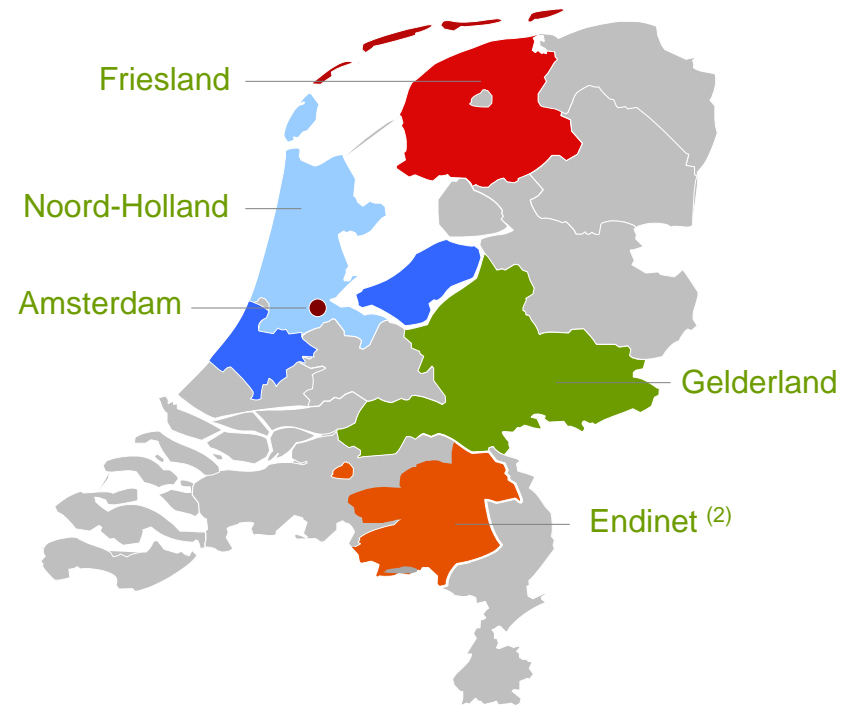 Friesland
Noord-Holland
Amsterdam
Gelderland
Endinet (2)